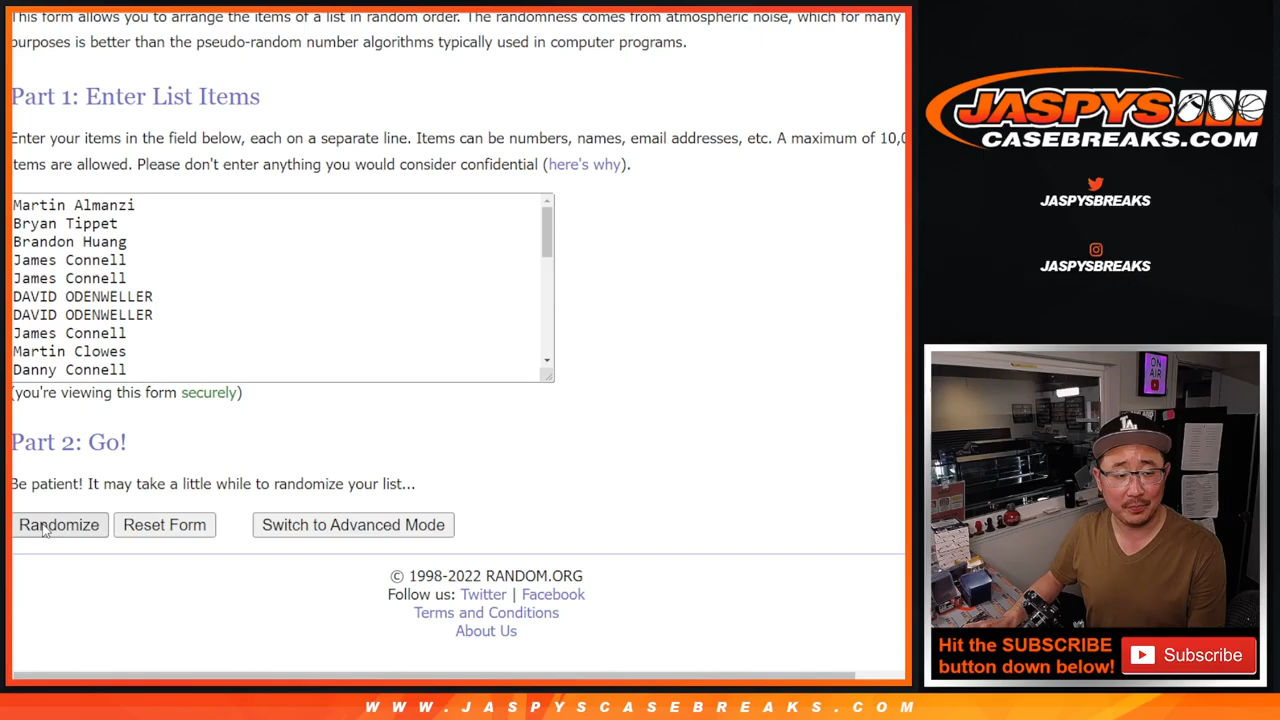 This form allows you to arrange the items of a list in random order. The randomness comes from atmospheric noise, which for many
purposes is better than the pseudo-random number algorithms typically used in computer programs.
Part 1: Enter List Items
Enter your items in the field below, each on a separate line. Items can be numbers, names, email addresses, etc. A maximum of 10,0
items are allowed. Please don't enter anything you would consider confidential (here's why).
Martin Almanzi
Bryan Tippet
Brandon Huang
James Connell
James Connell
DAVID ODENWELLER
DAVID ODENWELLER
James Connell
Martin Clowes
Danny Connell
(you're viewing this form securely)
Part 2: Go!
Be patient! It may take a little while to randomize your list...
Randomize
Reset Form
Switch to Advanced Mode
© 1998-2022 RANDOM.ORG
Follow us: Twitter | Facebook
Terms and Conditions
About Us
JASPYS
CASEBREAKS.COM
JASPYSBREAKS
JASPYSBREAKS
ON
AIR
LA
Hit the SUBSCRIBE
button down below!
Subscribe
WWW.JASPYSCASEBREAKS.COM